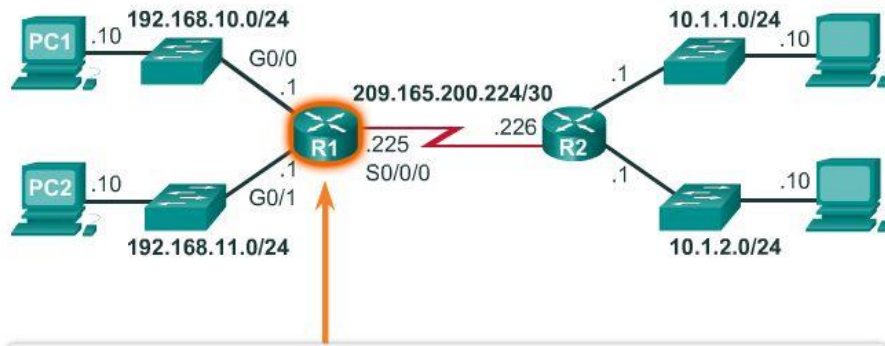 192.168.10.0/24
10.1.1.0/24
PC1
.10
.10
G0/0
.1
209.165.200.224/30
.1
R1
.225
.226
R2
S0/0/0
PC2
.10
.1
G0/1
.1
.10
192.168.11.0/24
10.1.2.0/24